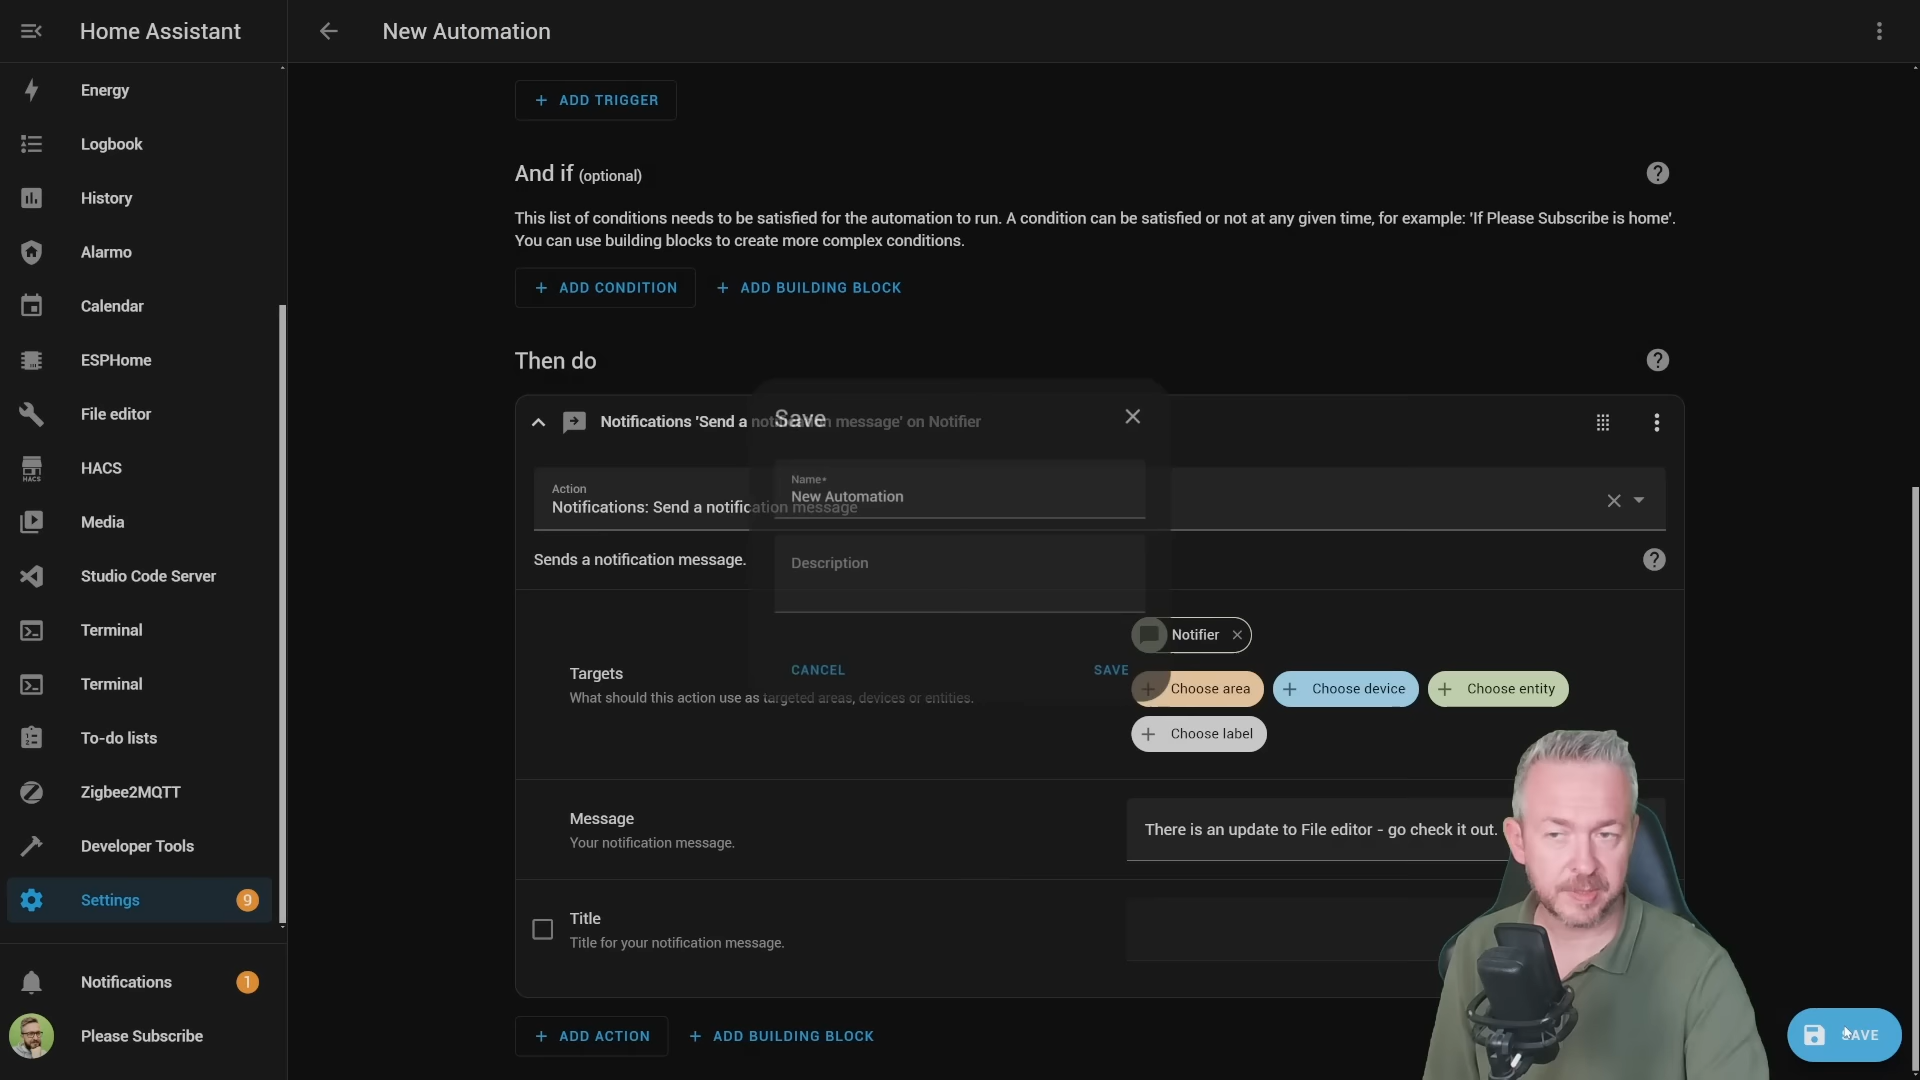 Home Assistant
New Automation
Energy
Logbook
History
Alarmo
Calendar
ESPHome
File editor
HACS
HACS
Media
Studio Code Server
Terminal
Terminal
To-do lists
Zigbee2MQTT
Developer Tools
Settings
9
Notifications
1
Please Subscribe
ADD TRIGGER
And if (optional)
This list of conditions needs to be satisfied for the automation to run. A condition can be satisfied or not at any given time, for example: 'If Please Subscribe is home'.
You can use building blocks to create more complex conditions.
ADD CONDITION
ADD BUILDING BLOCK
Then do
Notifications 'Send a notification message' on Notifier
Action
Notifications: Send a notification message
Sends a notification message.
Save
Name*
New Automation
Description
CANCEL
SAVE
Targets
What should this action use as targeted areas, devices or entities.
Notifier
Choose area
Choose device
Choose entity
Choose label
Message
Your notification message.
There is an update to File editor - go check it out.
Title
Title for your notification message.
ADD ACTION
ADD BUILDING BLOCK
SAVE